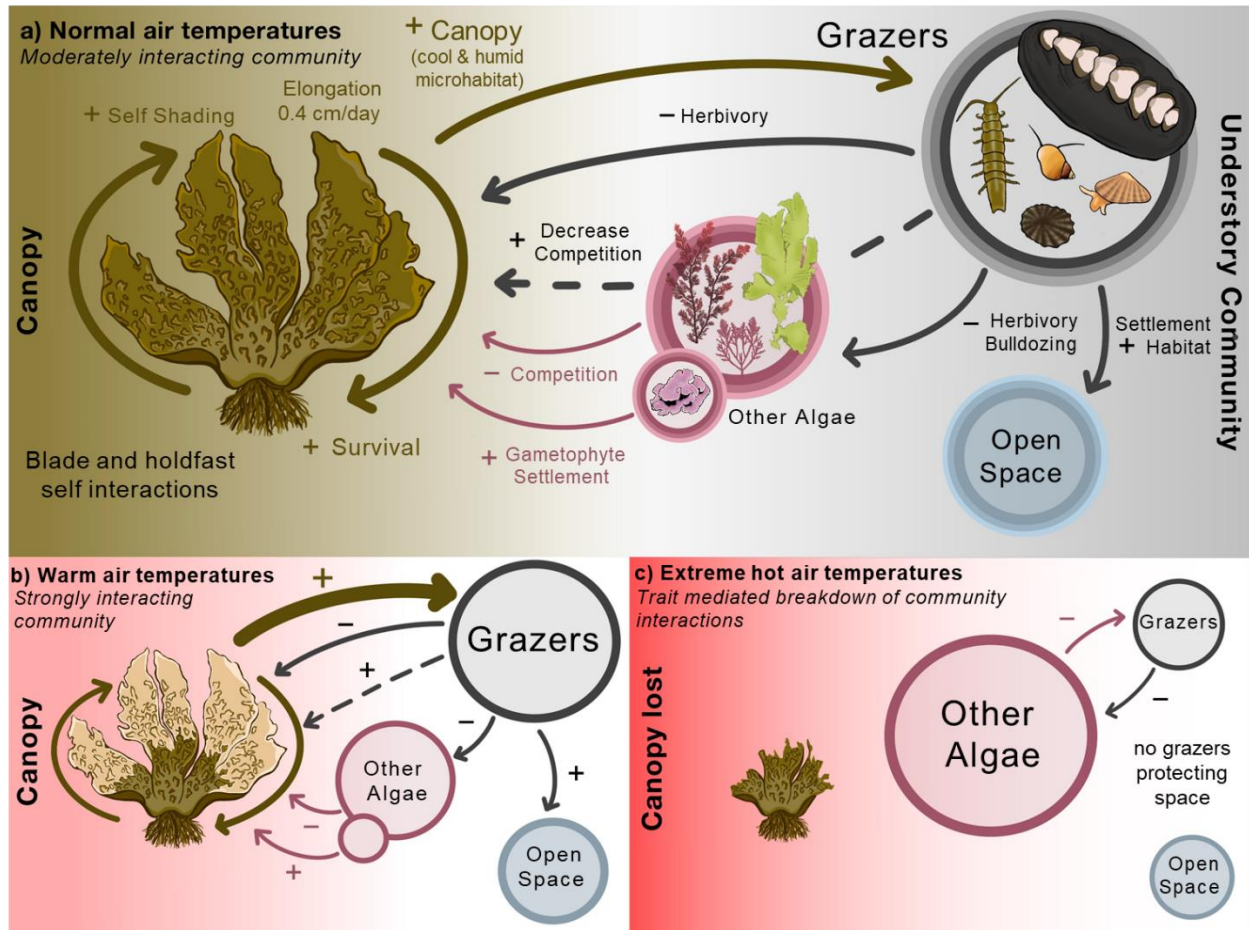 a) Normal air temperatures
Moderately interacting community
+ Canopy
(cool & humid
microhabitat)
Grazers
Elongation
0.4 cm/day
+ Self Shading
− Herbivory
Canopy
Understory Community
+ Decrease
Competition
− Herbivory
Bulldozing
Settlement
+ Habitat
− Competition
Other Algae
+ Gametophyte
Settlement
Open
Space
+ Survival
Blade and holdfast
self interactions
b) Warm air temperatures
Strongly interacting
community
+
−
+
Grazers
Canopy
−
+
Other
Algae
−
+
Open
Space
c) Extreme hot air temperatures
Trait mediated breakdown of community
interactions
−
Grazers
−
Canopy lost
Other
Algae
no grazers
protecting
space
Open
Space